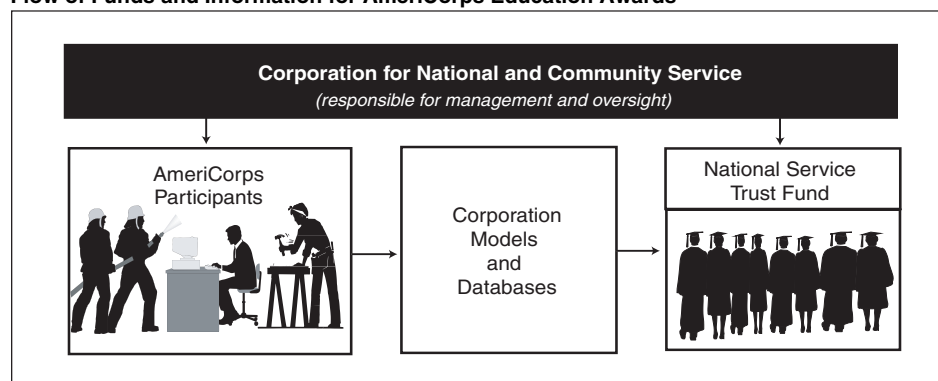 Flow of Funds and Information for AmeriCorps Education Awards
Corporation for National and Community Service
(responsible for management and oversight)
AmeriCorps
Participants
Corporation
Models
and
Databases
National Service
Trust Fund